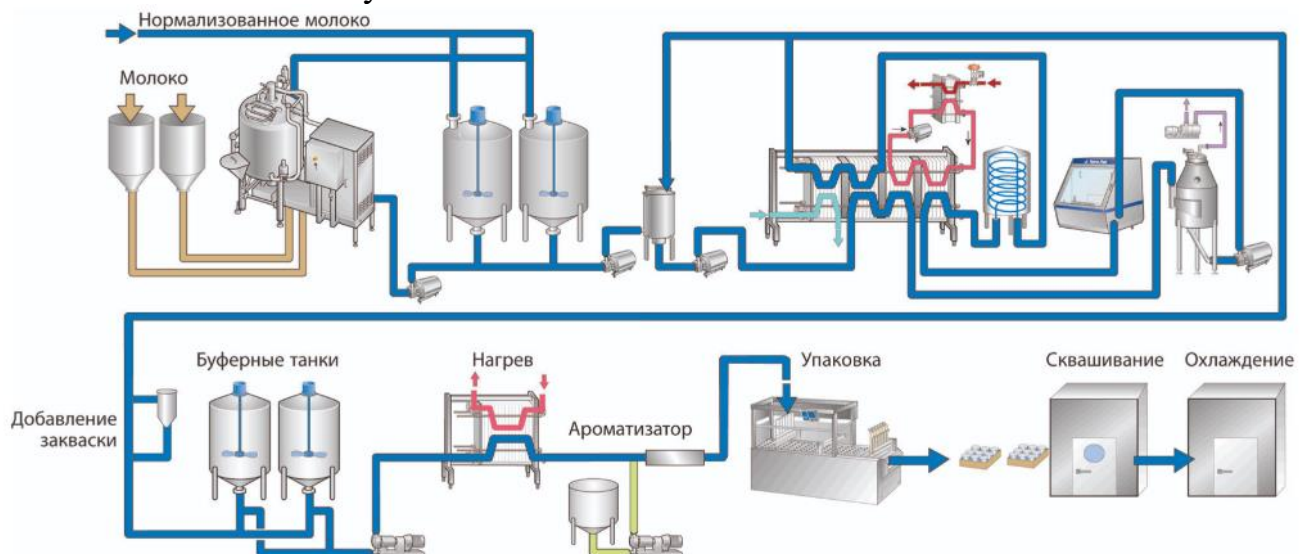 Нормализованное молоко
Молоко
Буферные танки
Нагрев
Упаковка
Сквашивание
Охлаждение
Добавление
закваски
Ароматизатор